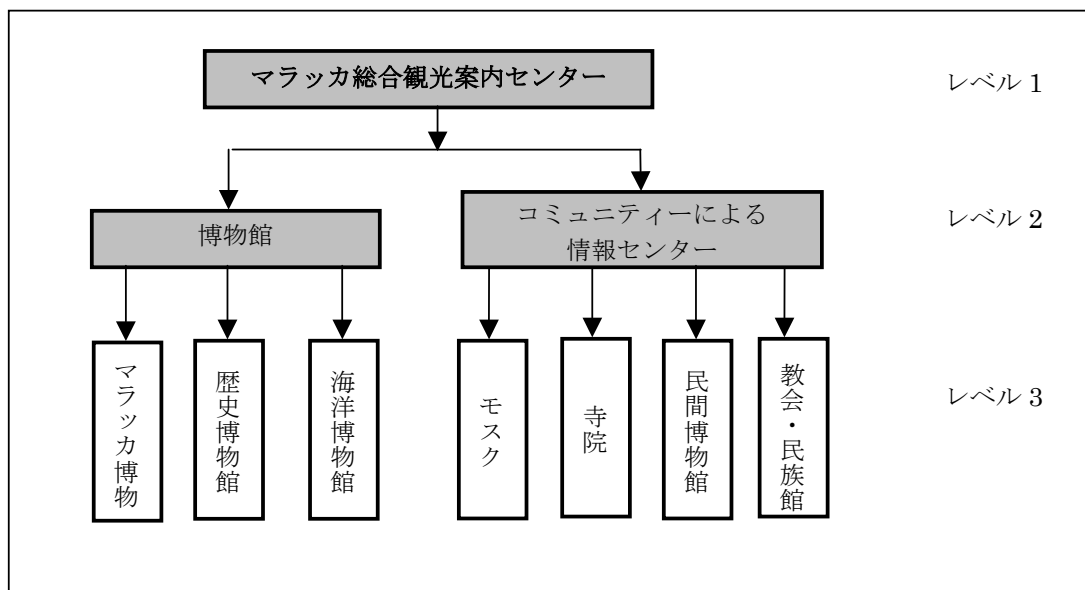 マラッカ総合観光案内センター
レベル 1
博物館
コミュニティーによる
情報センター
レベル 2
マラッカ博物
歴史博物館
海洋博物館
モスク
寺院
民間博物館
教会・民族館
レベル 3